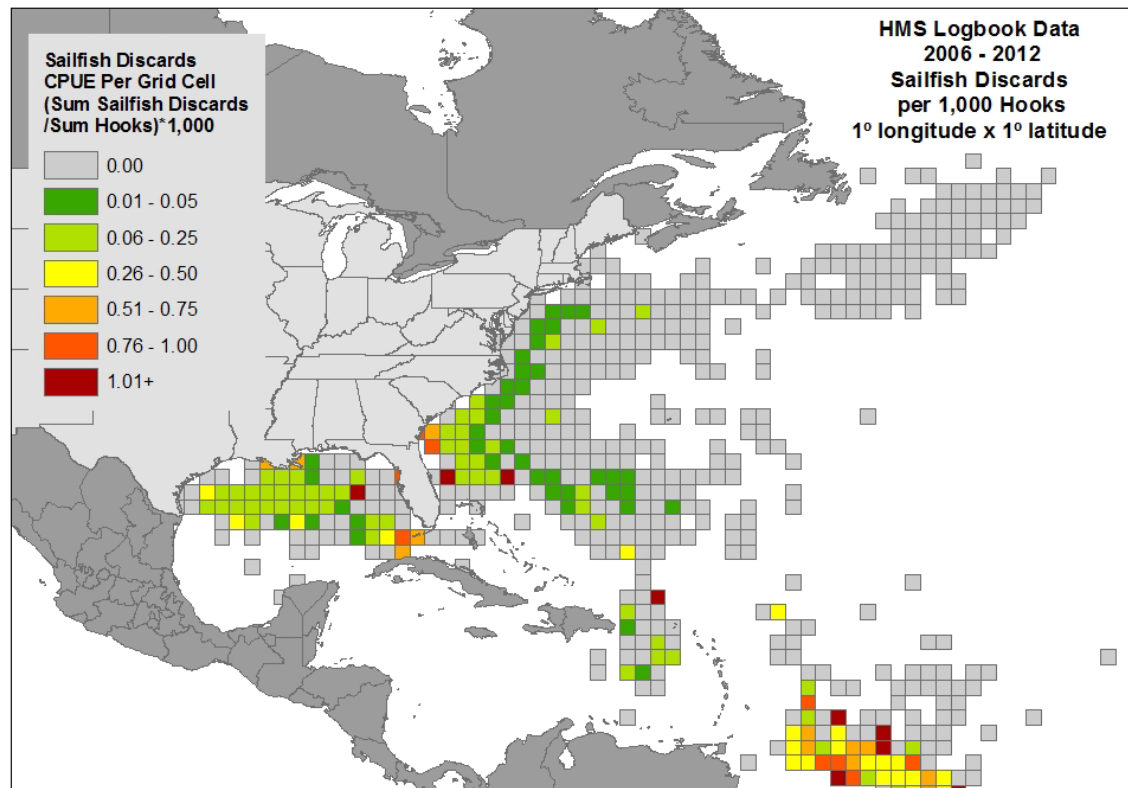 Sailfish Discards
CPUE Per Grid Cell
(Sum Sailfish Discards
/Sum Hooks)*1,000
0.00
0.01 - 0.05
0.06 - 0.25
0.26 - 0.50
0.51 - 0.75
0.76 - 1.00
1.01+
HMS Logbook Data
2006 - 2012
Sailfish Discards
per 1,000 Hooks
1º longitude x 1º latitude